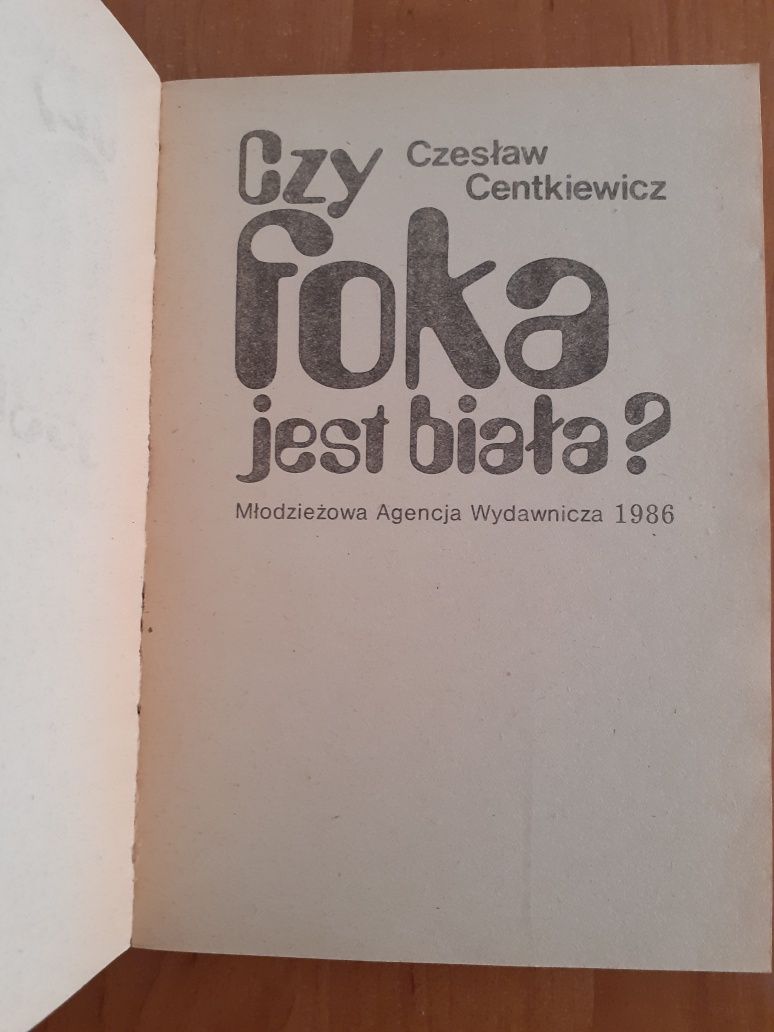 Czy
Czesław
Centkiewicz
foka
jest biała?
Młodzieżowa Agencja Wydawnicza 1986